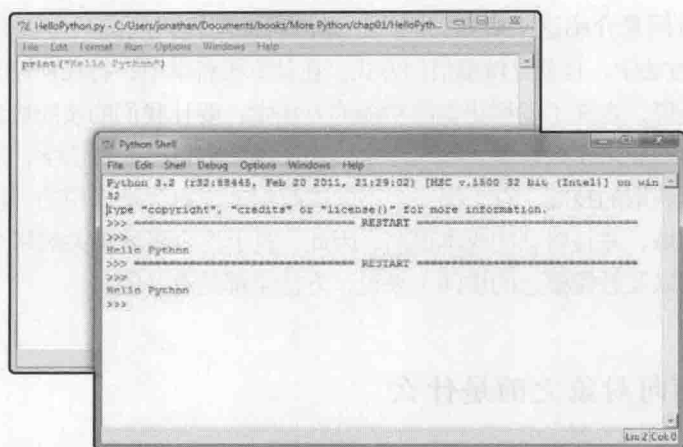 HelloPython.py - C:/Users/jonathan/Documents/books/More Python/chap01/HelloPyth...
File Edit Format Run Options Windows Help
print("Hello Python")
Python Shell
File Edit Shell Debug Options Windows Help
Python 3.2 (r32:88445, Feb 20 2011, 21:29:02) [MSC v.1500 32 bit (Intel)] on win
32
Type "copyright", "credits" or "license()" for more information.
>>> ================================ RESTART ================================
>>>
Hello Python
>>> ================================ RESTART ================================
>>>
Hello Python
>>>
Ln: 2 Col: 0